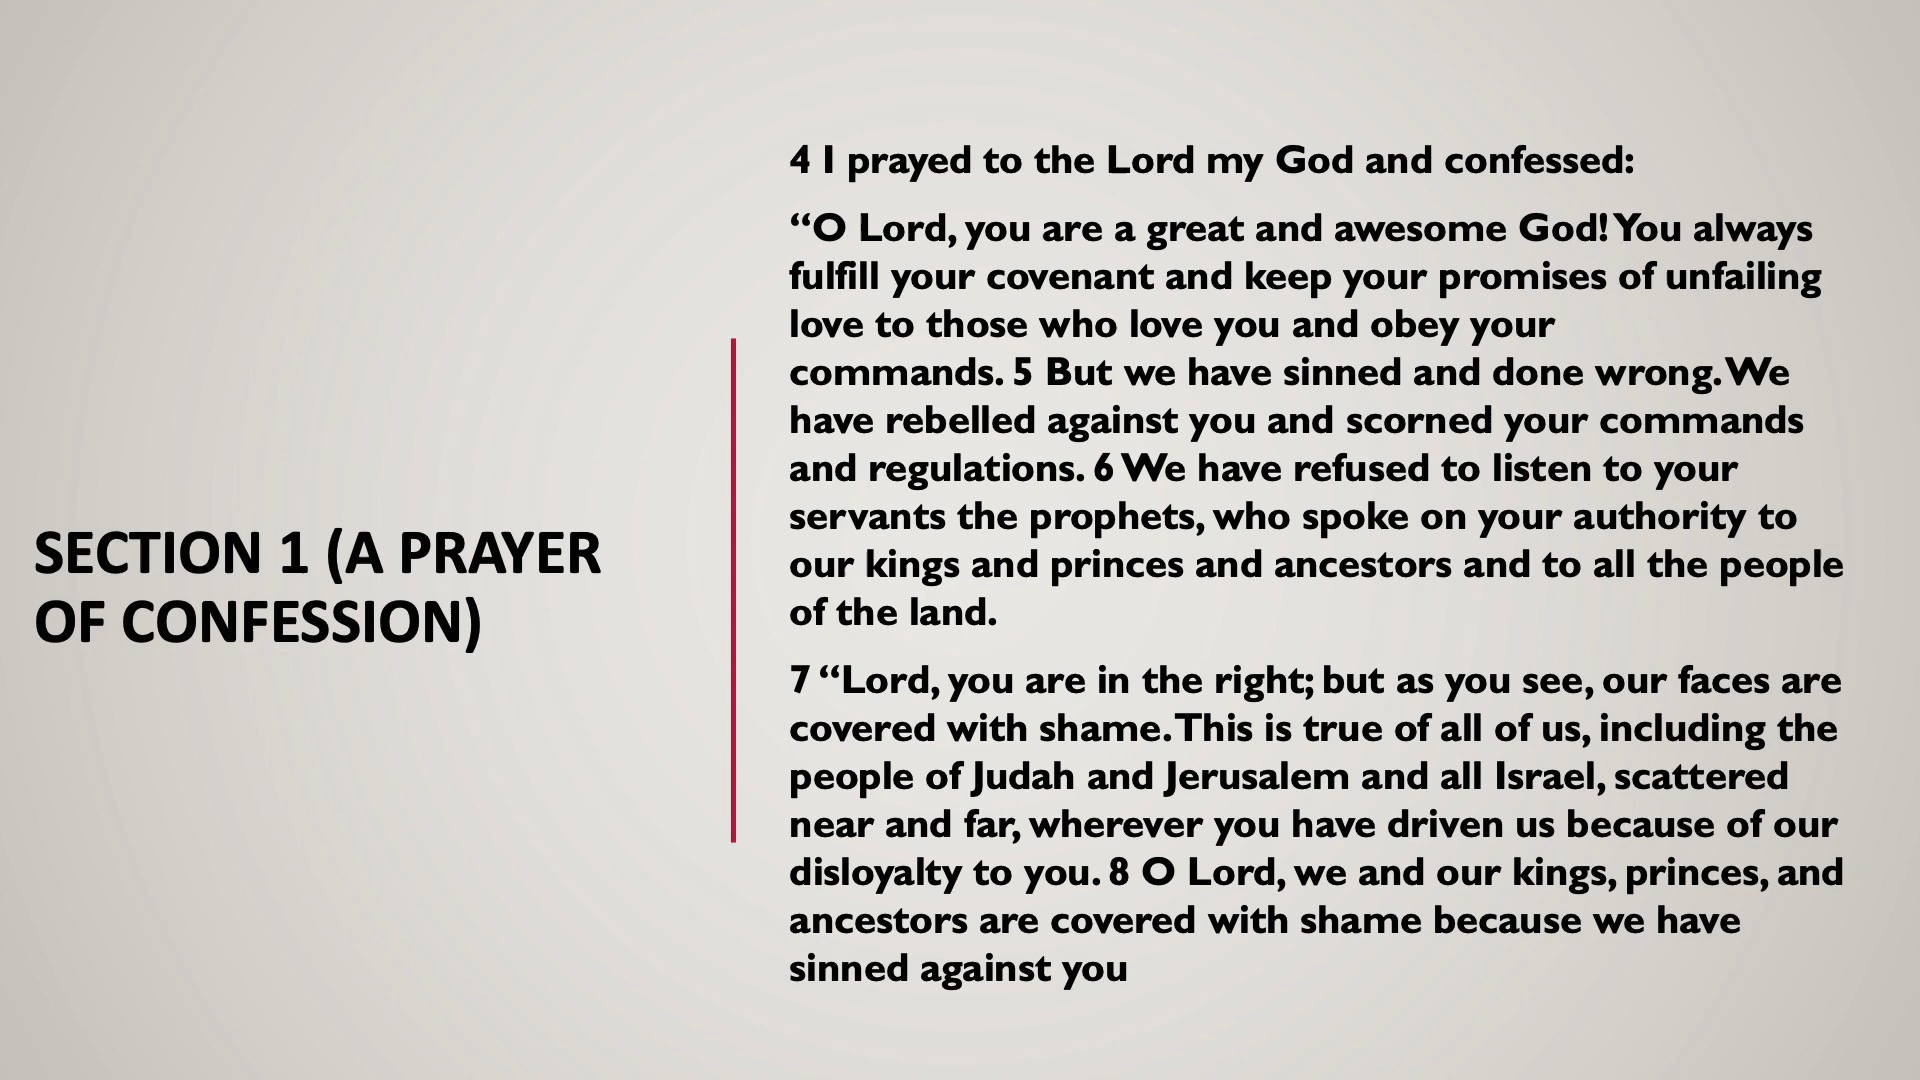 SECTION 1 (A PRAYER
OF CONFESSION)
4 I prayed to the Lord my God and confessed:
“O Lord, you are a great and awesome God! You always
fulfill your covenant and keep your promises of unfailing
love to those who love you and obey your
commands. 5 But we have sinned and done wrong. We
have rebelled against you and scorned your commands
and regulations. 6 We have refused to listen to your
servants the prophets, who spoke on your authority to
our kings and princes and ancestors and to all the people
of the land.
7 “Lord, you are in the right; but as you see, our faces are
covered with shame. This is true of all of us, including the
people of Judah and Jerusalem and all Israel, scattered
near and far, wherever you have driven us because of our
disloyalty to you. 8 O Lord, we and our kings, princes, and
ancestors are covered with shame because we have
sinned against you